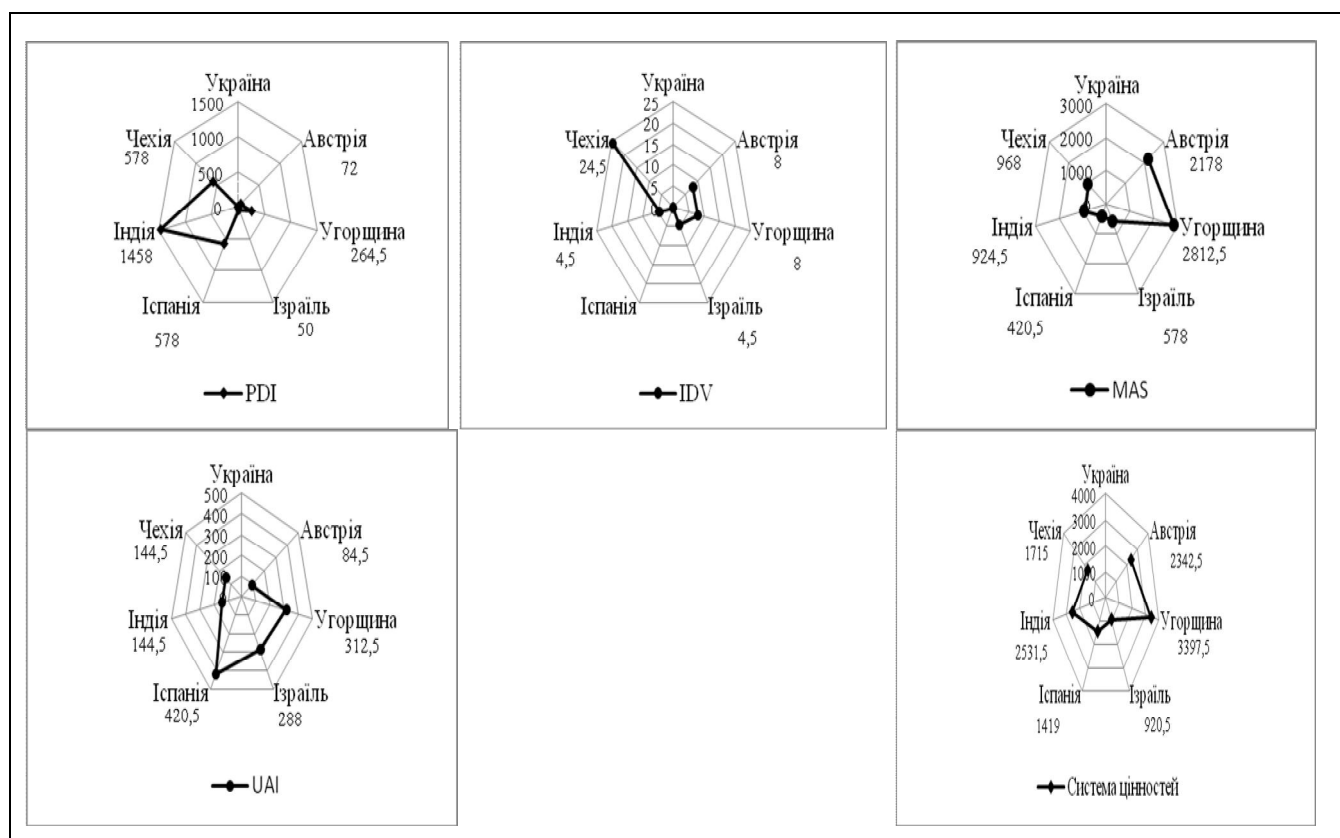 Україна
1500
1000
500
0
Чехія
578
Австрія
72
Індія
1458
Угорщина
264,5
Іспанія
578
Ізраїль
50
PDI
Україна
25
20
15
10
5
0
Чехія
24,5
Австрія
8
Індія
4,5
Угорщина
8
Іспанія
Ізраїль
4,5
IDV
Україна
3000
2000
1000
0
Чехія
968
Австрія
2178
Індія
924,5
Угорщина
2812,5
Іспанія
420,5
Ізраїль
578
MAS
Україна
500
400
300
200
100
0
Чехія
144,5
Австрія
84,5
Індія
144,5
Угорщина
312,5
Іспанія
420,5
Ізраїль
288
UAI
Україна
4000
3000
2000
1000
0
Чехія
1715
Австрія
2342,5
Індія
2531,5
Угорщина
3397,5
Іспанія
1419
Ізраїль
920,5
Система цінностей